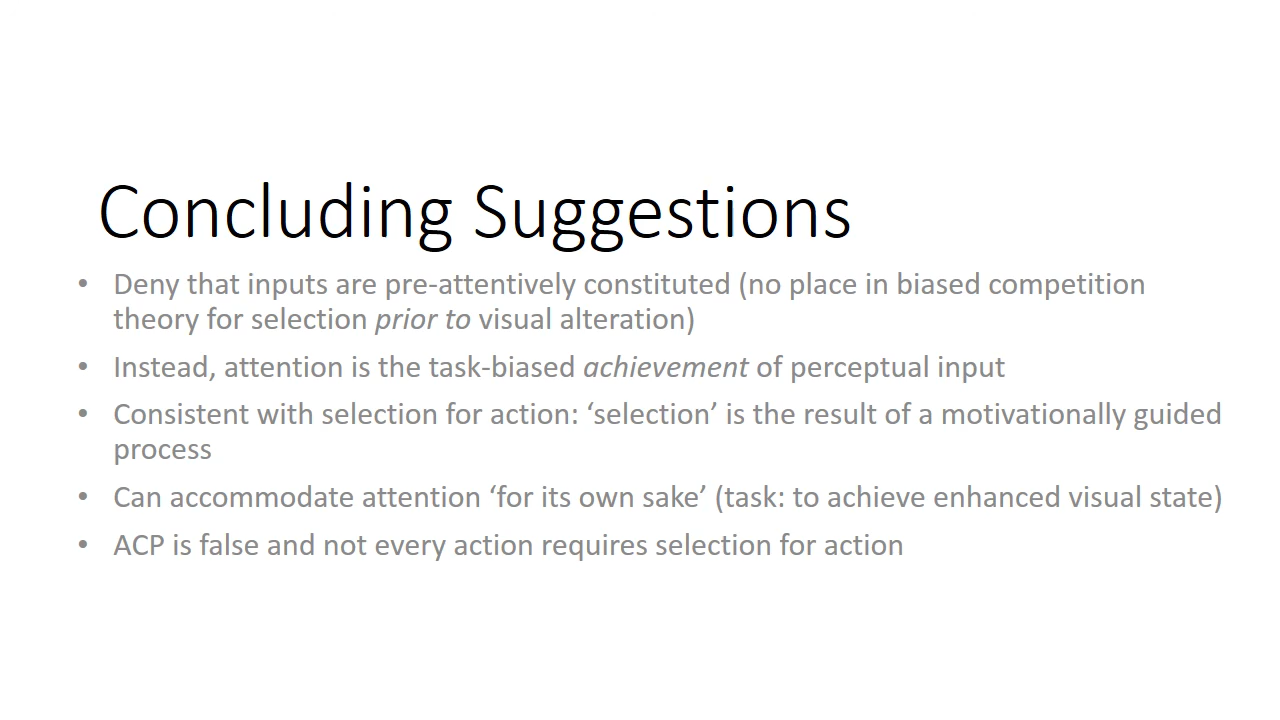 Concluding Suggestions
• Deny that inputs are pre-attentively constituted (no place in biased competition
theory for selection prior to visual alteration)
• Instead, attention is the task-biased achievement of perceptual input
• Consistent with selection for action: ‘selection’ is the result of a motivationally guided
process
• Can accommodate attention ‘for its own sake’ (task: to achieve enhanced visual state)
• ACP is false and not every action requires selection for action